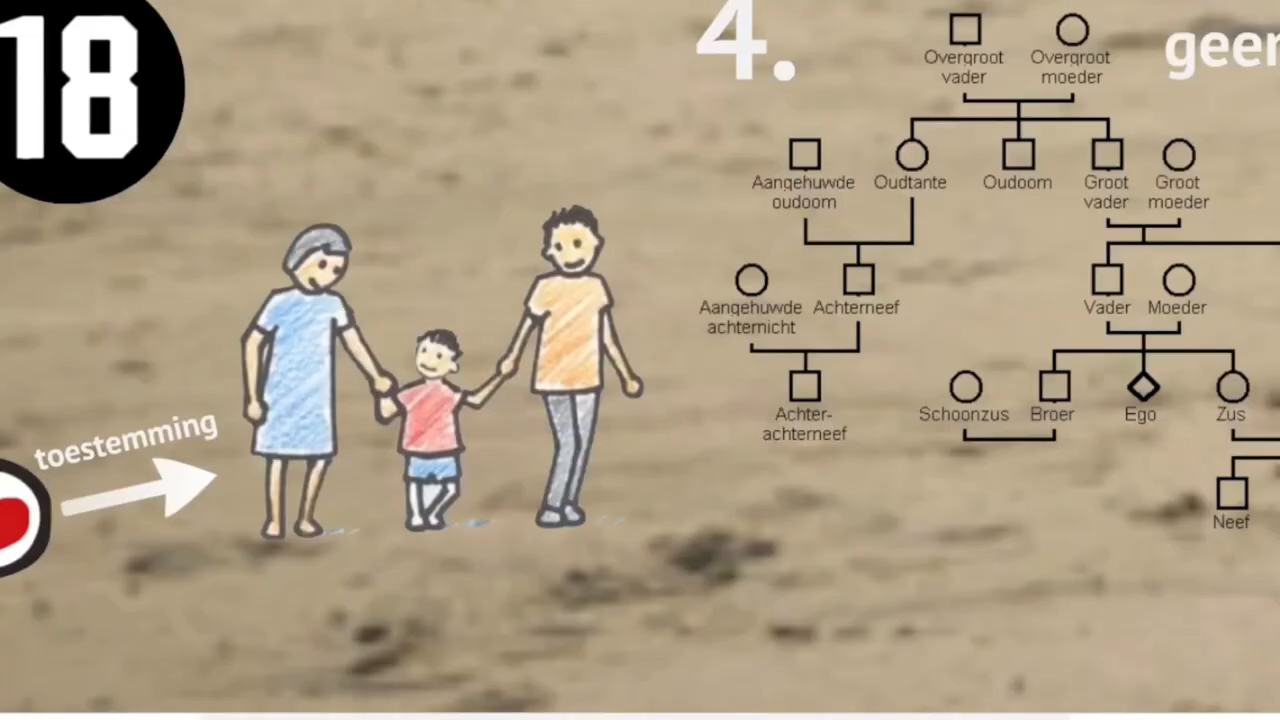 18
4.
geer
Overgroot
vader
Overgroot
moeder
Aangehuwde
oudoom
Oudtante
Oudoom
Groot
vader
Groot
moeder
Aangehuwde
achternicht
Achterneef
Vader
Moeder
Achter-
achterneef
Schoonzus
Broer
Ego
Zus
Neef
toestemming